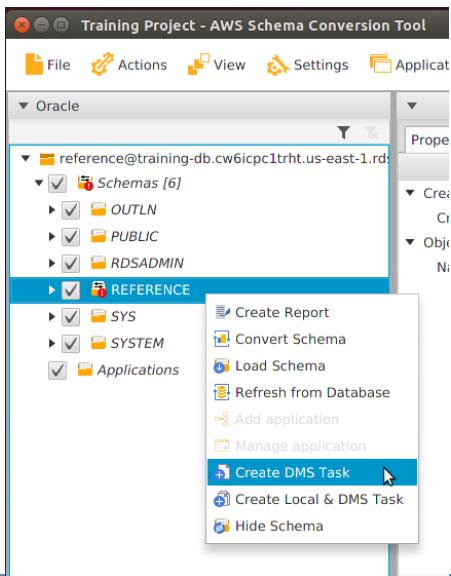 Training Project - AWS Schema Conversion Tool
File Actions View Settings Applicat
Oracle
Prope
reference@training-db.cw6icpc1trht.us-east-1.rds
Schemas [6]
Crea
OUTLN
Cr
PUBLIC
Obje
RDSADMIN
Na
REFERENCE
SYS
SYSTEM
Applications
Create Report
Convert Schema
Load Schema
Refresh from Database
Add application
Manage application
Create DMS Task
Create Local & DMS Task
Hide Schema